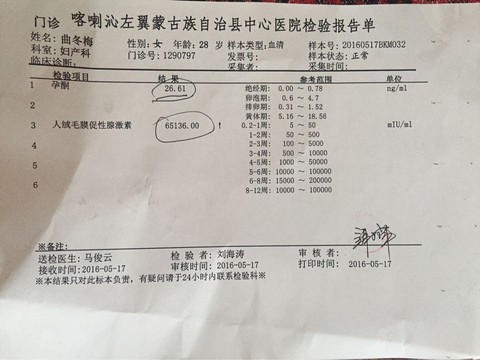 门诊 喀喇沁左翼蒙古族自治县中心医院检验报告单
姓名: 曲冬梅 性别: 女 年龄: 28 岁 样本类型: 血清 样本号: 20160517BKM032
科室: 妇产科 门诊号: 1290797 发票号: 样本状态: 正常
临床诊断: 采集者: 采集时间:
检验项目 结果 参考范围 单位
1 孕酮 26.61 绝经期: 0.00 ~ 0.78 ng/ml
2 卵泡期: 0.6 ~ 4.7
排卵期: 0.31 ~ 1.52
黄体期: 5.16 ~ 18.56
3 人绒毛膜促性腺激素 65136.00 ! 0.2-1周: 5 ~ 50 mIU/ml
1-2周: 50 ~ 500
2-3周: 100 ~ 5000
3-4周: 500 ~ 10000
4-5周: 1000 ~ 50000
5-6周: 10000 ~ 100000
6-8周: 15000 ~ 200000
8-12周: 10000 ~ 100000
4
5
6
※备注:
送检医生: 马俊云 检 验 者: 刘海涛 审 核 者:
接收时间: 2016-05-17 审核时间: 2016-05-17 打印时间: 2016-05-17
※本结果只对此标本负责，有疑问请于24小时内联系检验科※